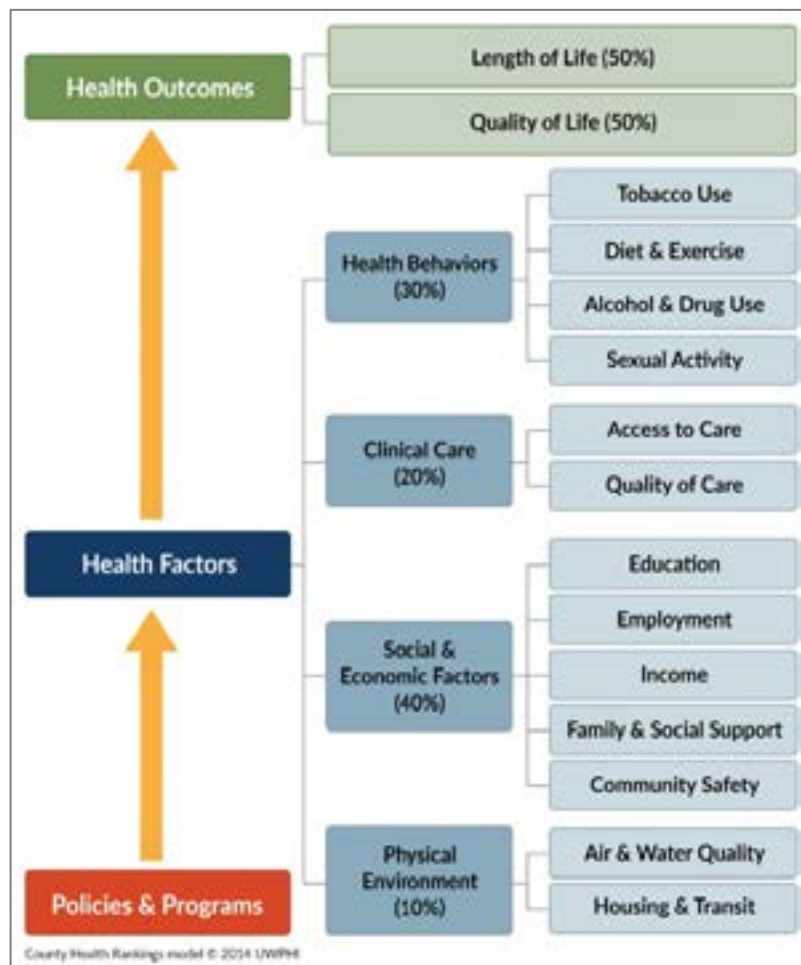 Health Outcomes
Length of Life (50%)
Quality of Life (50%)
Health Behaviors
(30%)
Tobacco Use
Diet & Exercise
Alcohol & Drug Use
Sexual Activity
Clinical Care
(20%)
Access to Care
Quality of Care
Health Factors
Social &
Economic Factors
(40%)
Education
Employment
Income
Family & Social Support
Community Safety
Physical
Environment
(10%)
Air & Water Quality
Housing & Transit
Policies & Programs
County Health Rankings model © 2014 UWPHI